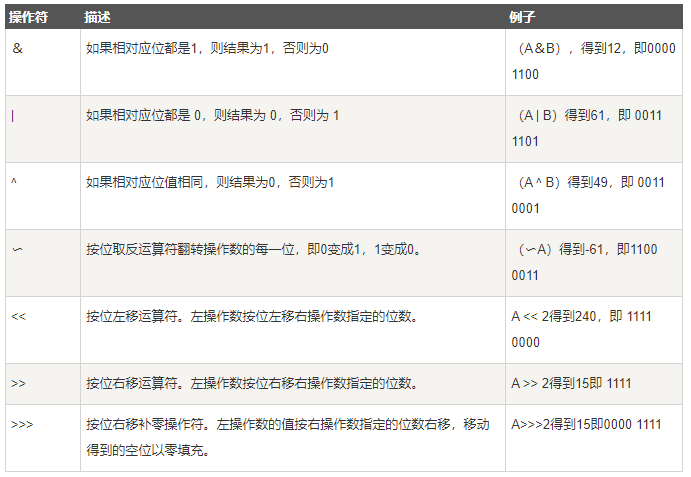 操作符 描述 例子
＆ 如果相对应位都是1，则结果为1，否则为0 （A＆B），得到12，即0000
1100
| 如果相对应位都是 0，则结果为 0，否则为 1 （A | B）得到61，即 0011
1101
^ 如果相对应位值相同，则结果为0，否则为1 （A ^ B）得到49，即 0011
0001
〜 按位取反运算符翻转操作数的每一位，即0变成1，1变成0。 （〜A）得到-61，即1100
0011
<< 按位左移运算符。左操作数按位左移右操作数指定的位数。 A << 2得到240，即 1111
0000
>> 按位右移运算符。左操作数按位右移右操作数指定的位数。 A >> 2得到15即 1111
>>> 按位右移补零操作符。左操作数的值按右操作数指定的位数右移，移动 A>>>2得到15即0000 1111
得到的空位以零填充。